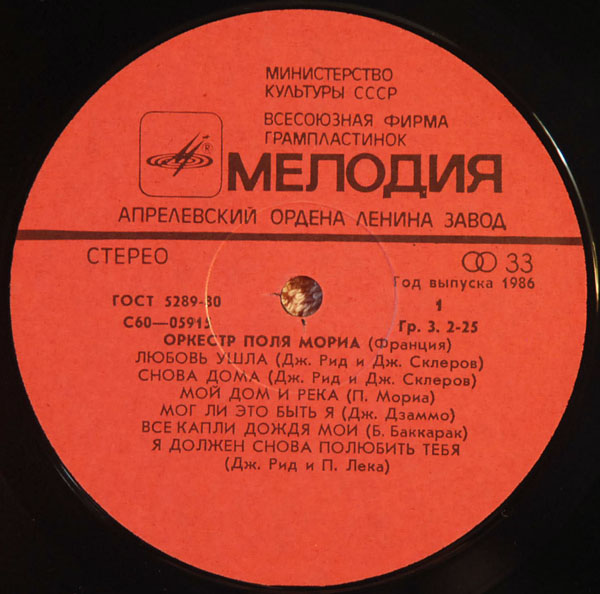 МИНИСТЕРСТВО
КУЛЬТУРЫ СССР
ВСЕСОЮЗНАЯ ФИРМА
ГРАМПЛАСТИНОК
® МЕЛОДИЯ
АПРЕЛЕВСКИЙ ОРДЕНА ЛЕНИНА ЗАВОД
СТЕРЕО 33
Год выпуска 1986
ГОСТ 5289-80 1
С60—05915 Гр. 3. 2-25
ОРКЕСТР ПОЛЯ МОРИА (Франция)
ЛЮБОВЬ УШЛА (Дж. Рид и Дж. Склеров)
СНОВА ДОМА (Дж. Рид и Дж. Склеров)
МОЙ ДОМ И РЕКА (П. Мориа)
МОГ ЛИ ЭТО БЫТЬ Я (Дж. Дзаммо)
ВСЕ КАПЛИ ДОЖДЯ МОИ (Б. Баккарак)
Я ДОЛЖЕН СНОВА ПОЛЮБИТЬ ТЕБЯ
(Дж. Рид и П. Лека)